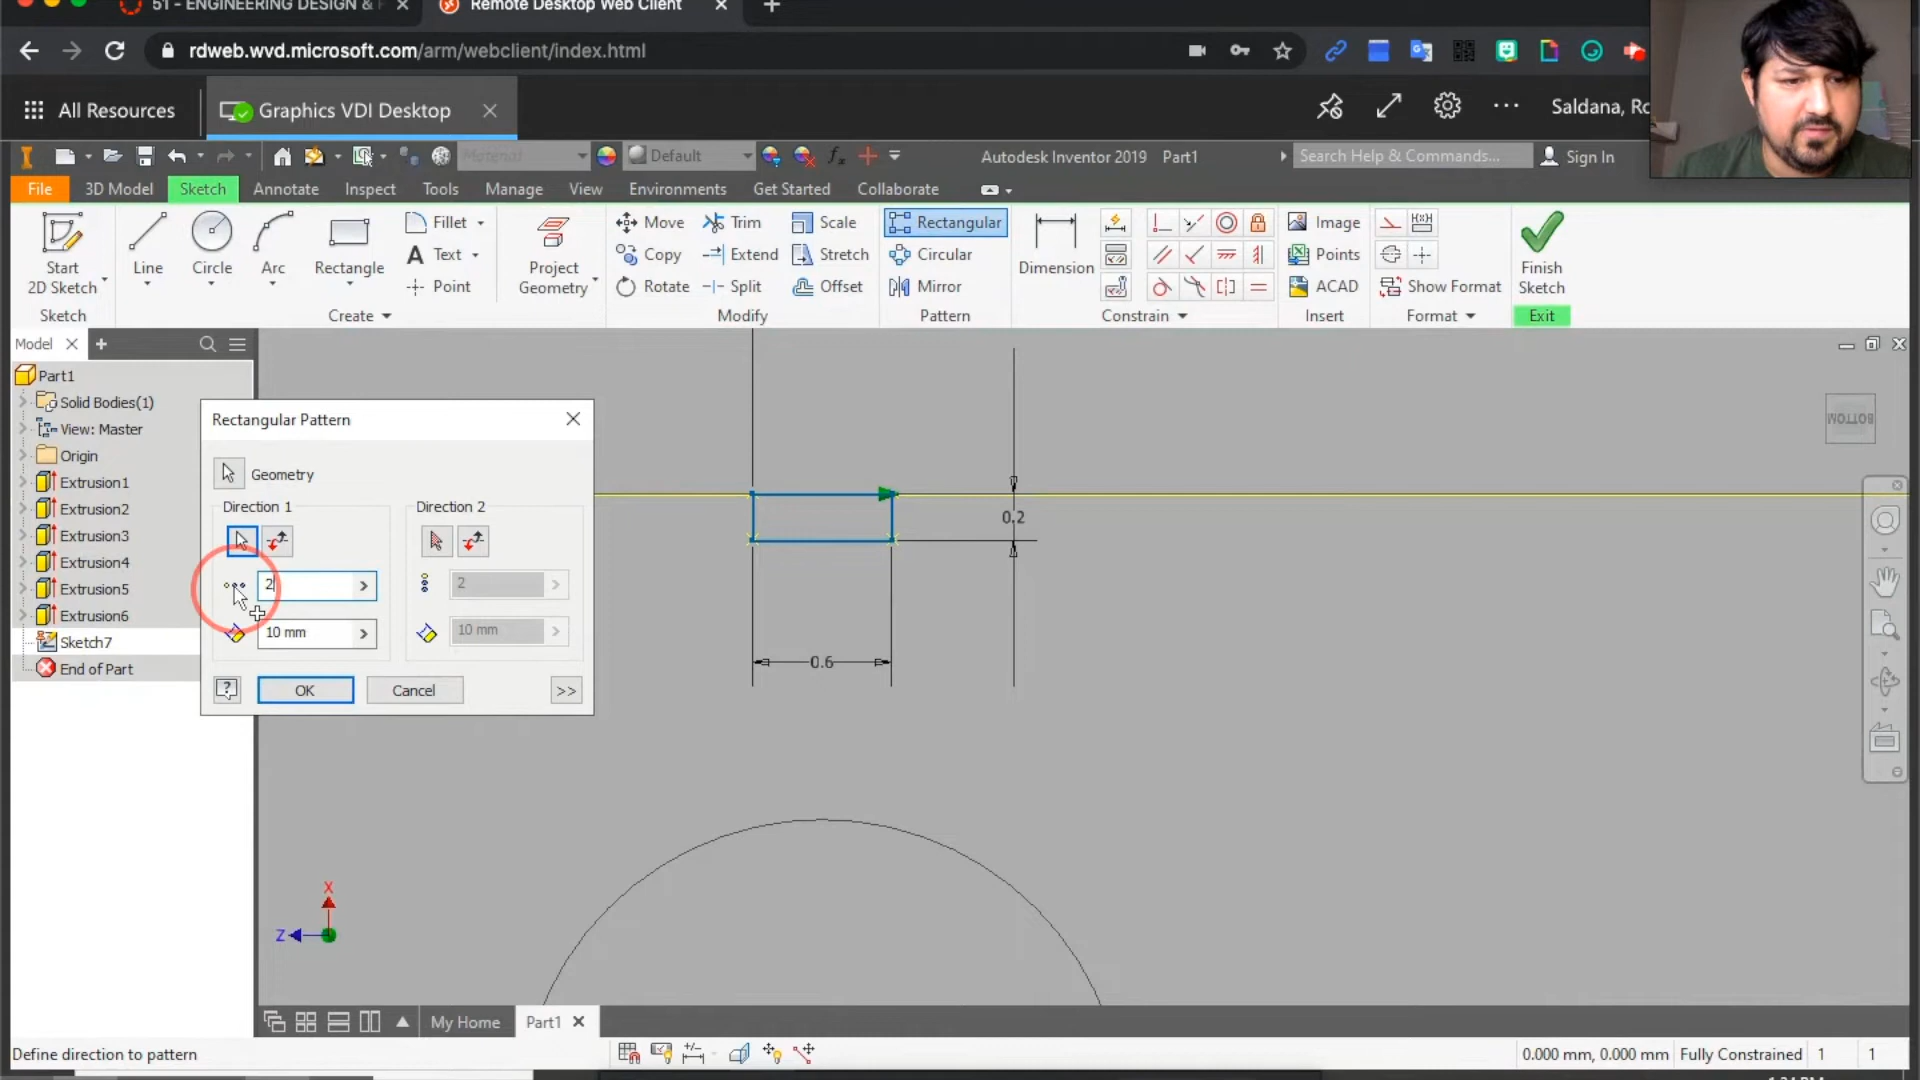 51 - ENGINEERING DESIGN &
Remote Desktop Web Client
rdweb.wvd.microsoft.com/arm/webclient/index.html
All Resources
Graphics VDI Desktop
Saldana, Ro
Material
Default
Autodesk Inventor 2019 Part1
Search Help & Commands...
Sign In
File 3D Model Sketch Annotate Inspect Tools Manage View Environments Get Started Collaborate
Start
2D Sketch
Line
Circle
Arc
Rectangle
Fillet
Text
Point
Project
Geometry
Move
Copy
Rotate
Trim
Extend
Split
Scale
Stretch
Offset
Rectangular
Circular
Mirror
Dimension
Image
Points
ACAD
Show Format
Finish
Sketch
Sketch Create Modify Pattern Constrain Insert Format Exit
Model
Part1
Solid Bodies(1)
View: Master
Origin
Extrusion1
Extrusion2
Extrusion3
Extrusion4
Extrusion5
Extrusion6
Sketch7
End of Part
Rectangular Pattern
Geometry
Direction 1
Direction 2
2
2
10 mm
10 mm
OK
Cancel
>>
0.2
0.6
BOTTOM
X
Z
My Home
Part1
Define direction to pattern
0.000 mm, 0.000 mm Fully Constrained 1 1